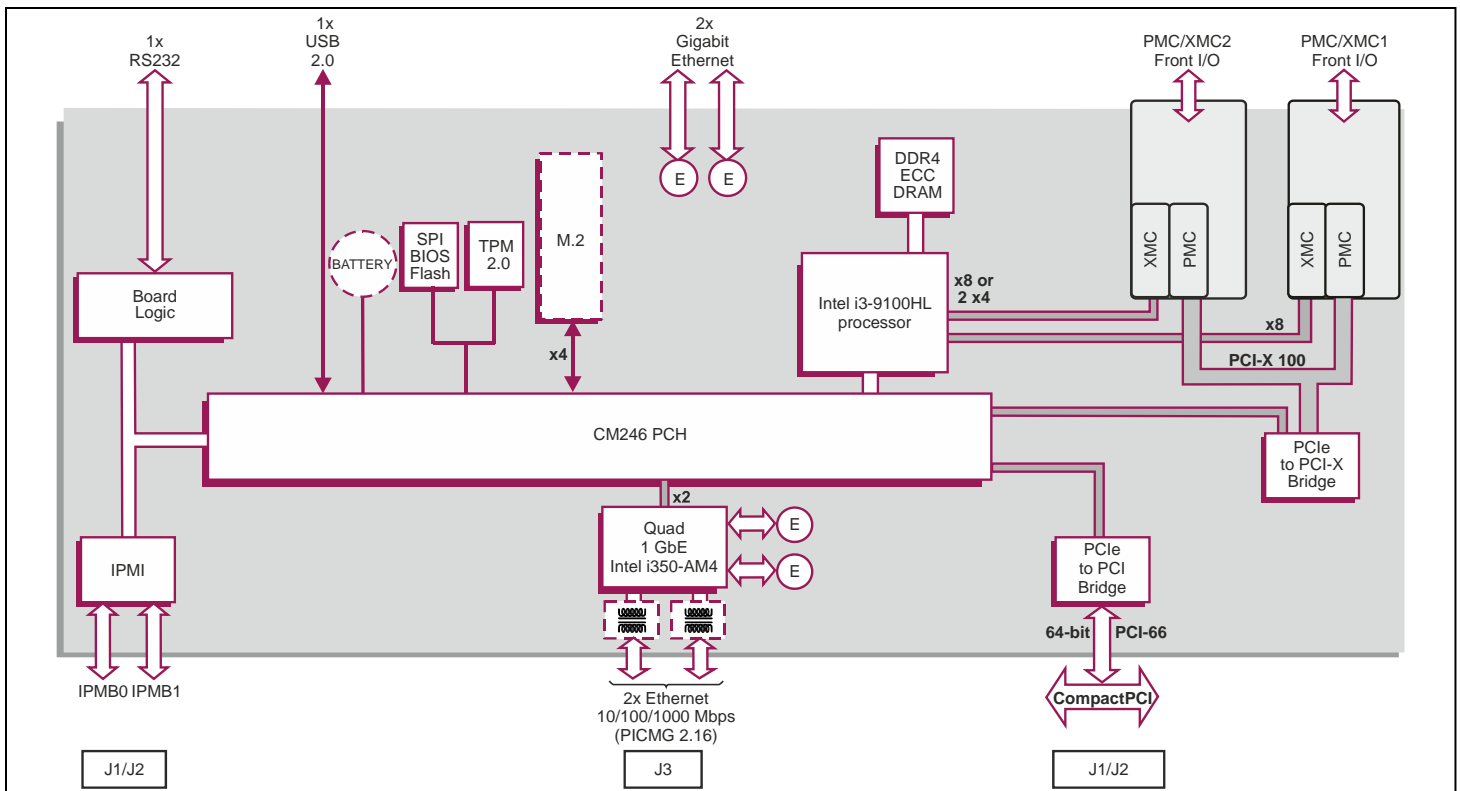 1x
RS232
1x
USB
2.0
2x
Gigabit
Ethernet
PMC/XMC2
Front I/O
PMC/XMC1
Front I/O
E
E
DDR4
ECC
DRAM
BATTERY
SPI
BIOS
Flash
TPM
2.0
M.2
XMC
PMC
XMC
PMC
Board
Logic
Intel i3-9100HL
processor
x8 or
2 x4
x8
x4
PCI-X 100
CM246 PCH
PCIe
to PCI-X
Bridge
x2
Quad
1 GbE
Intel i350-AM4
E
E
IPMI
PCIe
to PCI
Bridge
64-bit
PCI-66
IPMB0
IPMB1
2x Ethernet
10/100/1000 Mbps
(PICMG 2.16)
CompactPCI
J1/J2
J3
J1/J2